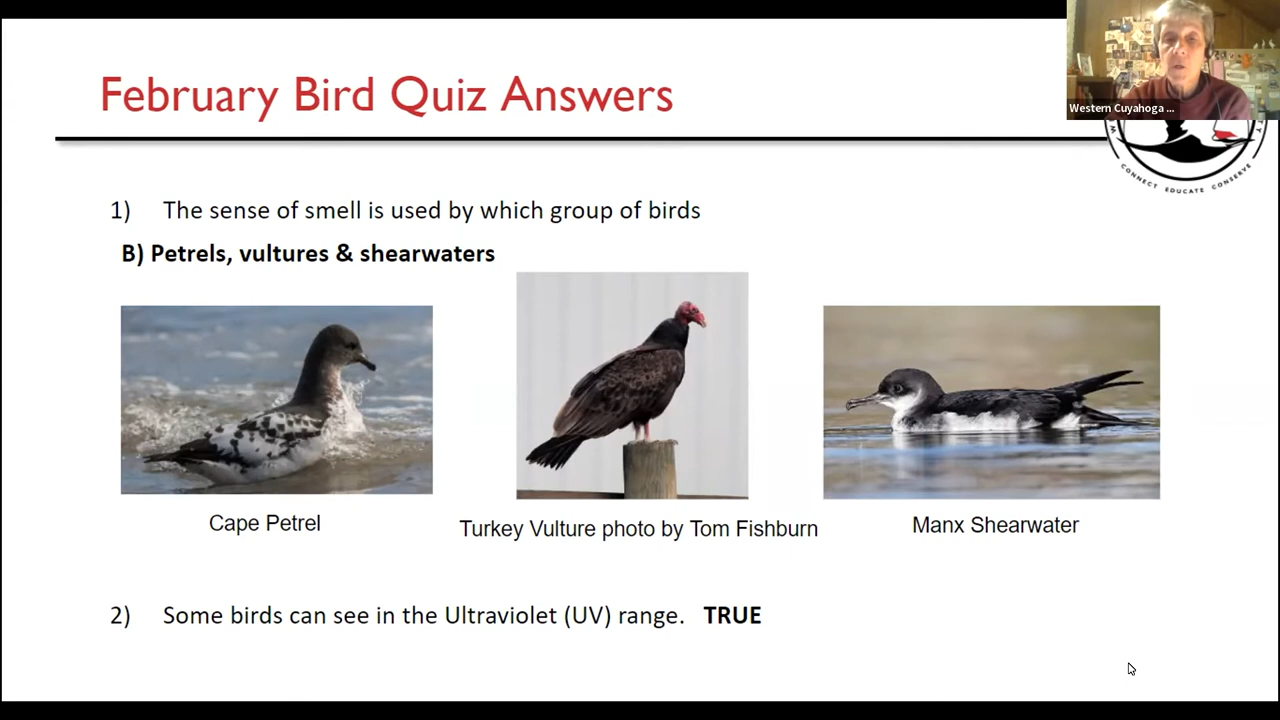 February Bird Quiz Answers
Western Cuyahoga ...
CONNECT EDUCATE CONSERVE
1) The sense of smell is used by which group of birds
B) Petrels, vultures & shearwaters
Cape Petrel
Turkey Vulture photo by Tom Fishburn
Manx Shearwater
2) Some birds can see in the Ultraviolet (UV) range. TRUE